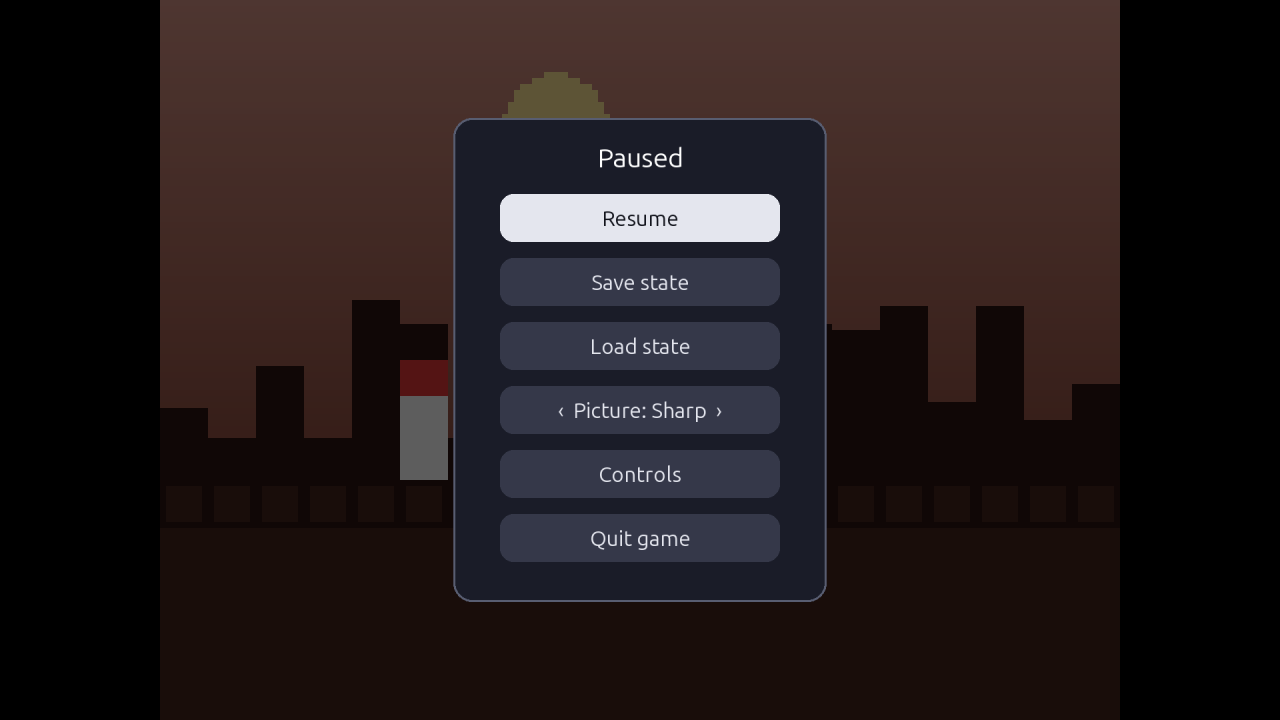 Paused
Resume
Save state
Load state
‹ Picture: Sharp ›
Controls
Quit game